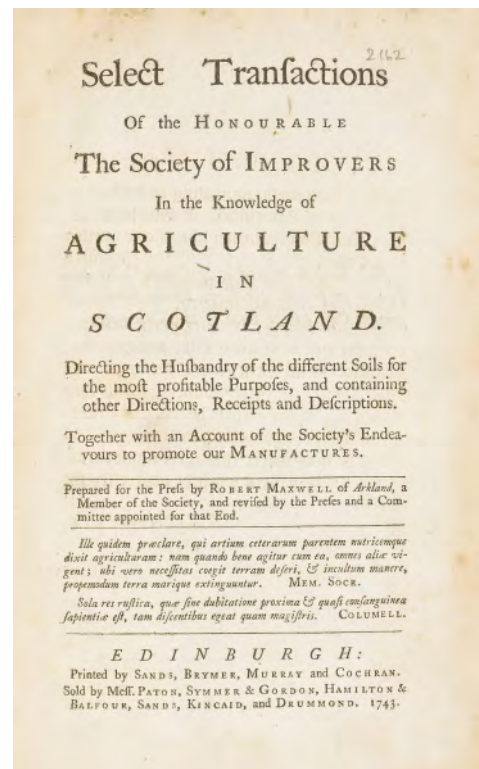 2162
Select Tranſactions
Of the HONOURABLE
The Society of IMPROVERS
In the Knowledge of
AGRICULTURE
IN
SCOTLAND.
Directing the Huſbandry of the different Soils for
the moſt profitable Purpoſes, and containing
other Directions, Receipts and Deſcriptions.
Together with an Account of the Society's Endea-
vours to promote our MANUFACTURES.
Prepared for the Preſs by ROBERT MAXWELL of Arkland, a
Member of the Society, and reviſed by the Preſes and a Com-
mittee appointed for that End.
Ille quidem præclare, qui artium ceterarum parentem nutricemque
dixit agriculturam: nam quando bene agitur cum ea, omnes aliæ vi-
gent; ubi vero neceſſitas coegit terram deſeri, & incultum manere,
propemodum terra marique extinguuntur. MEM. SOCR.
Sola res ruſtica, quæ ſine dubitatione proxima & quaſi conſanguinea
ſapientiæ eſt, tam diſcentibus egeat quam magiſtris. COLUMELL.
EDINBURGH:
Printed by SANDS, BRYMER, MURRAY and COCHRAN.
Sold by Meſſ. PATON, SYMMER & GORDON, HAMILTON &
BALFOUR, SANDS, KINCAID, and DRUMMOND. 1743.